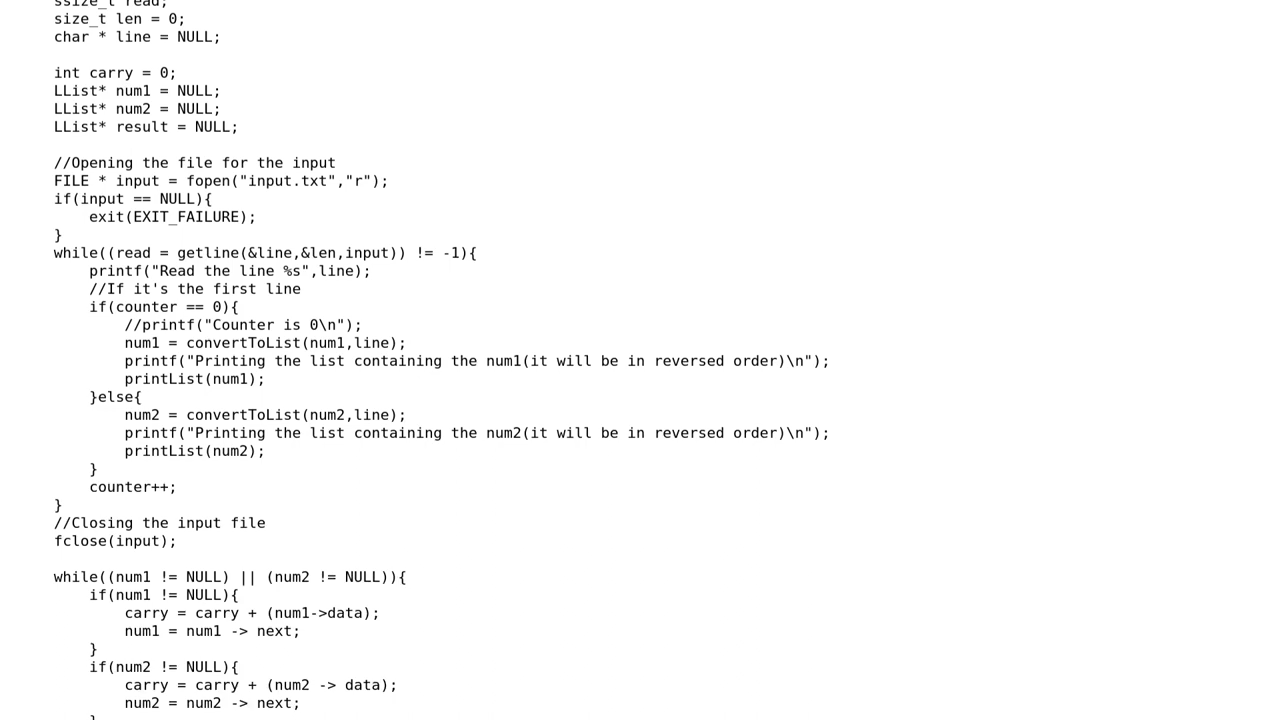 ssize_t read;
size_t len = 0;
char * line = NULL;

int carry = 0;
LList* num1 = NULL;
LList* num2 = NULL;
LList* result = NULL;

//Opening the file for the input
FILE * input = fopen("input.txt","r");
if(input == NULL){
    exit(EXIT_FAILURE);
}
while((read = getline(&line,&len,input)) != -1){
    printf("Read the line %s",line);
    //If it's the first line
    if(counter == 0){
        //printf("Counter is 0\n");
        num1 = convertToList(num1,line);
        printf("Printing the list containing the num1(it will be in reversed order)\n");
        printList(num1);
    }else{
        num2 = convertToList(num2,line);
        printf("Printing the list containing the num2(it will be in reversed order)\n");
        printList(num2);
    }
    counter++;
}
//Closing the input file
fclose(input);

while((num1 != NULL) || (num2 != NULL)){
    if(num1 != NULL){
        carry = carry + (num1->data);
        num1 = num1 -> next;
    }
    if(num2 != NULL){
        carry = carry + (num2 -> data);
        num2 = num2 -> next;
    }